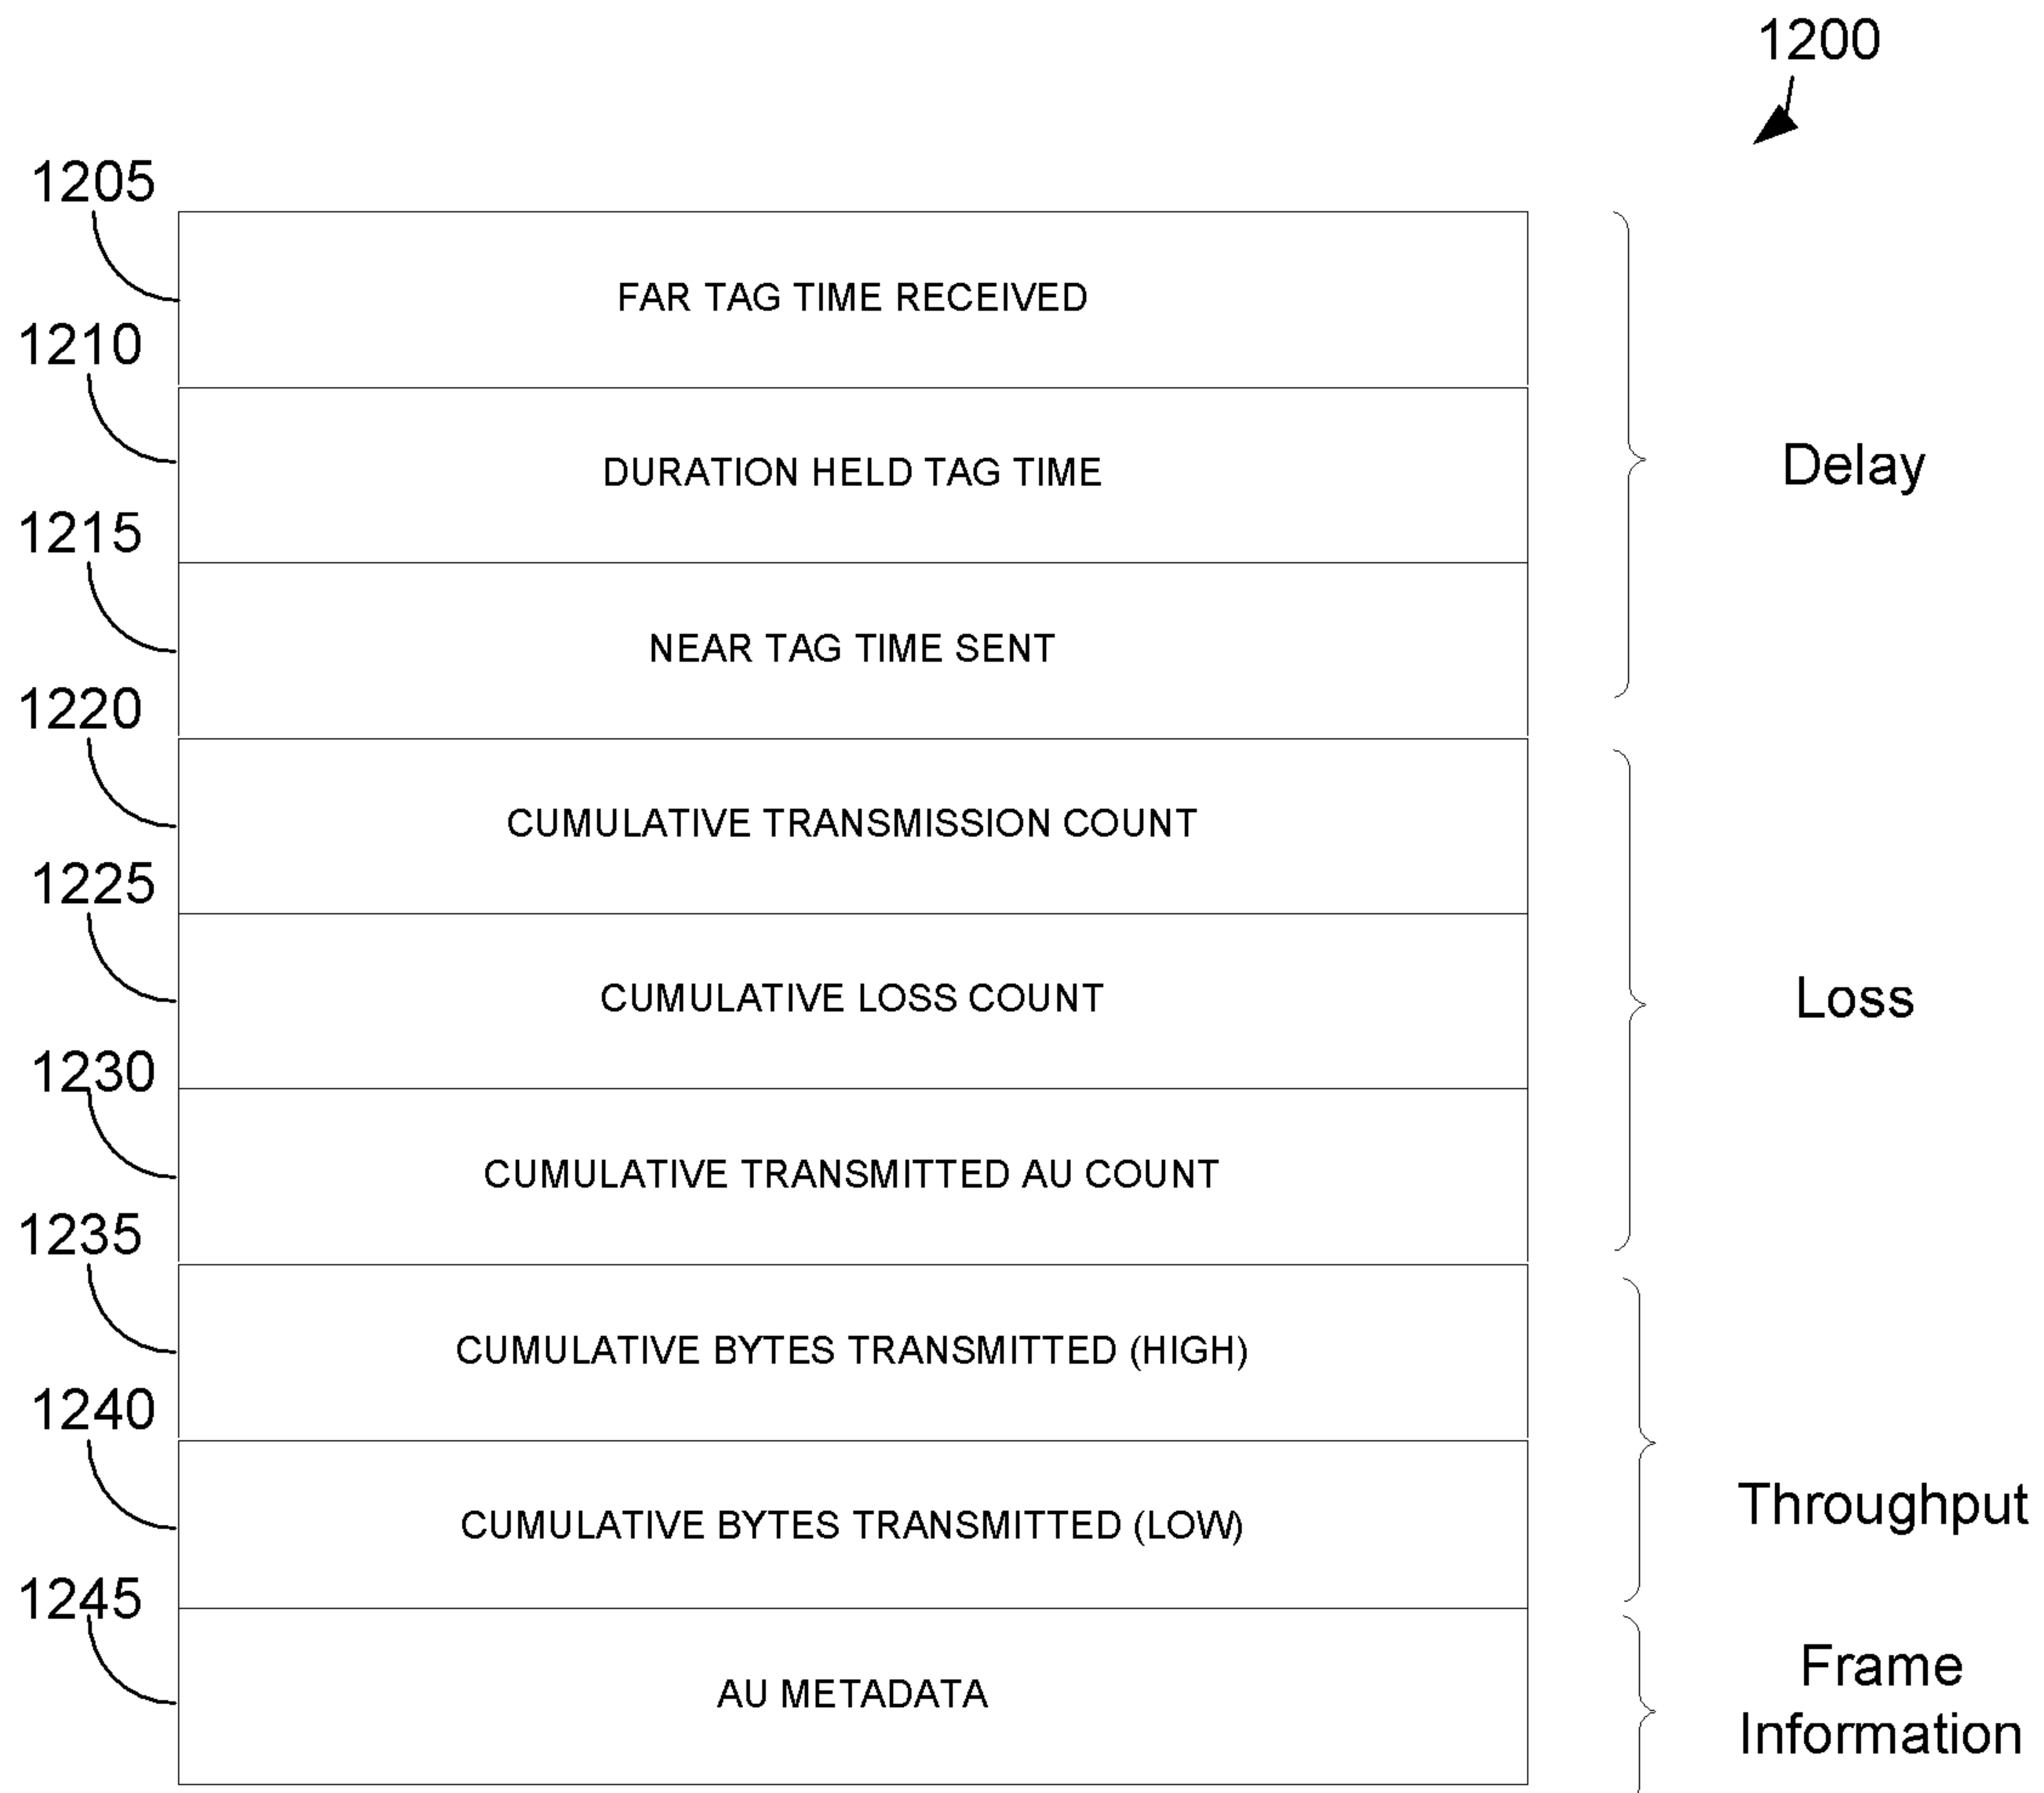 1200
1205
FAR TAG TIME RECEIVED
1210
DURATION HELD TAG TIME
Delay
1215
NEAR TAG TIME SENT
1220
CUMULATIVE TRANSMISSION COUNT
1225
CUMULATIVE LOSS COUNT
Loss
1230
CUMULATIVE TRANSMITTED AU COUNT
1235
CUMULATIVE BYTES TRANSMITTED (HIGH)
1240
CUMULATIVE BYTES TRANSMITTED (LOW)
Throughput
1245
AU METADATA
Frame
Information